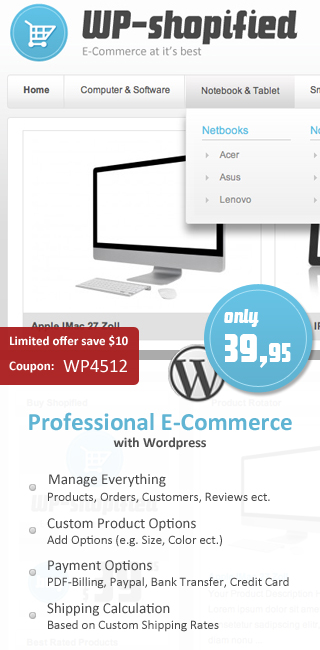 WP-shopified
E-Commerce at it's best
Home Computer & Software Notebook & Tablet
Netbooks
Acer
Asus
Lenovo
Apple iMac 27 Zoll
only
39,95
Limited offer save $10
Coupon: WP4512
Professional E-Commerce
with Wordpress
Manage Everything
Products, Orders, Customers, Reviews ect.
Custom Product Options
Add Options (e.g. Size, Color ect.)
Payment Options
PDF-Billing, Paypal, Bank Transfer, Credit Card
Shipping Calculation
Based on Custom Shipping Rates